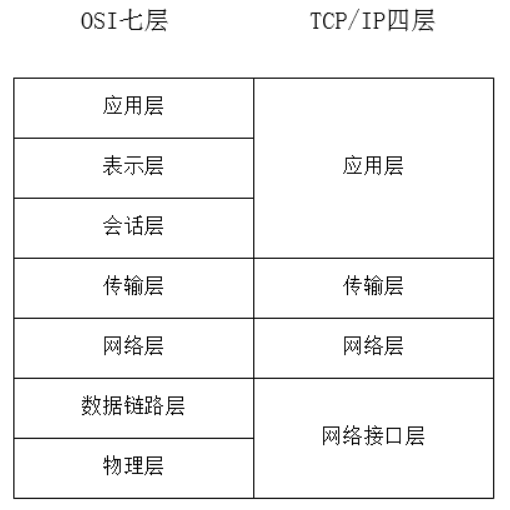 OSI七层 TCP/IP四层
应用层
表示层
会话层
应用层
传输层 传输层
网络层 网络层
数据链路层
物理层
网络接口层